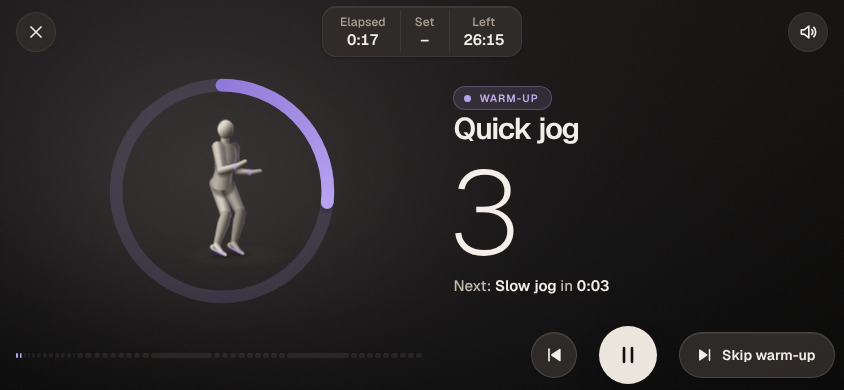 Elapsed
0:17
Set
–
Left
26:15
WARM-UP
Quick jog
3
Next: Slow jog in 0:03
Skip warm-up